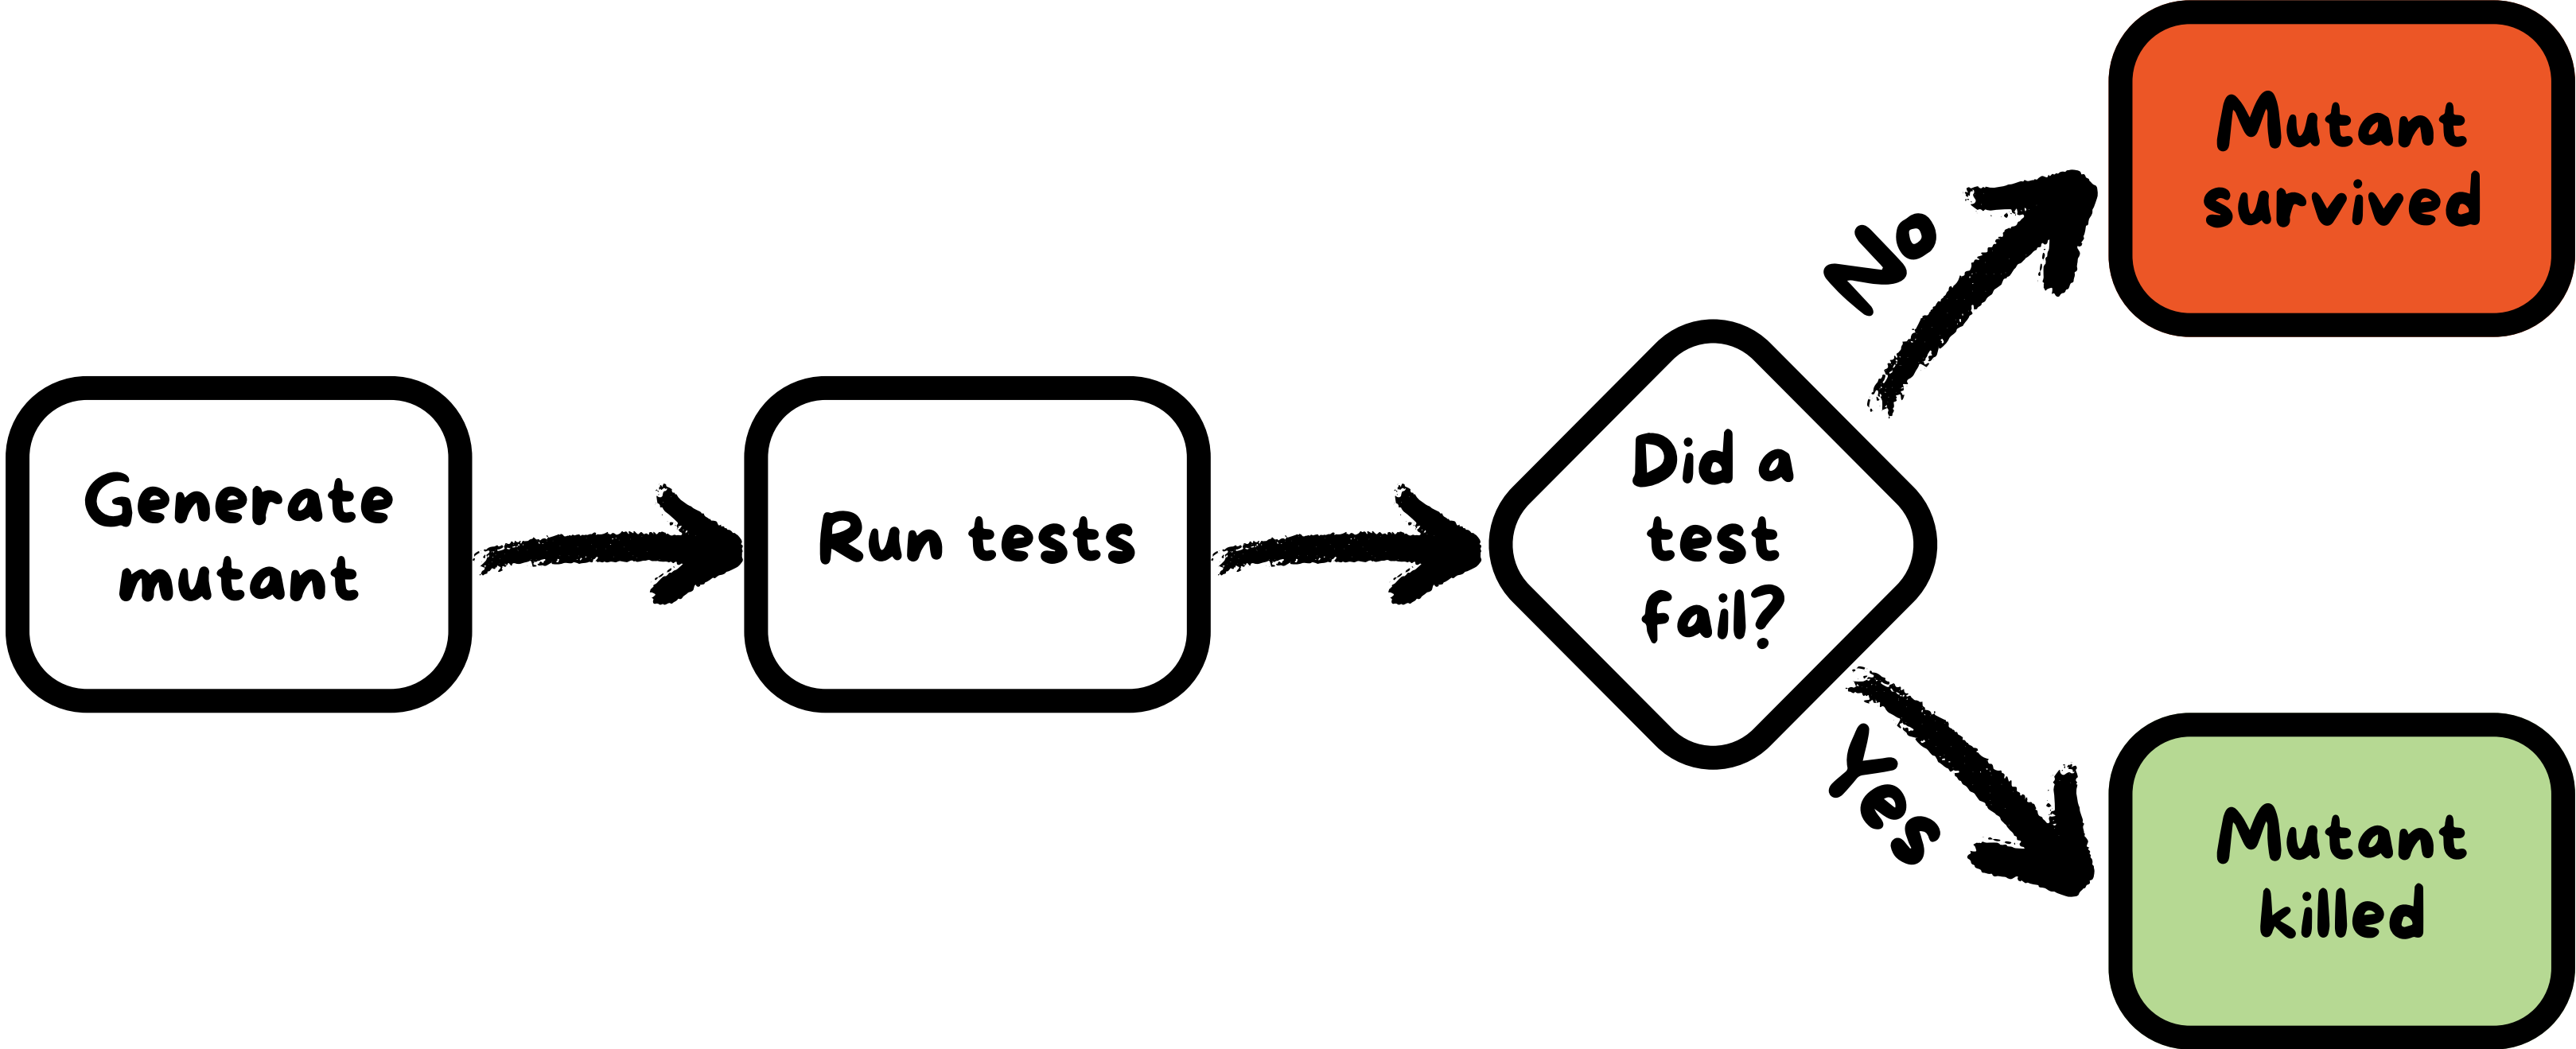 Generate
mutant
Run tests
Did a
test
fail?
No
Mutant
survived
Yes
Mutant
killed